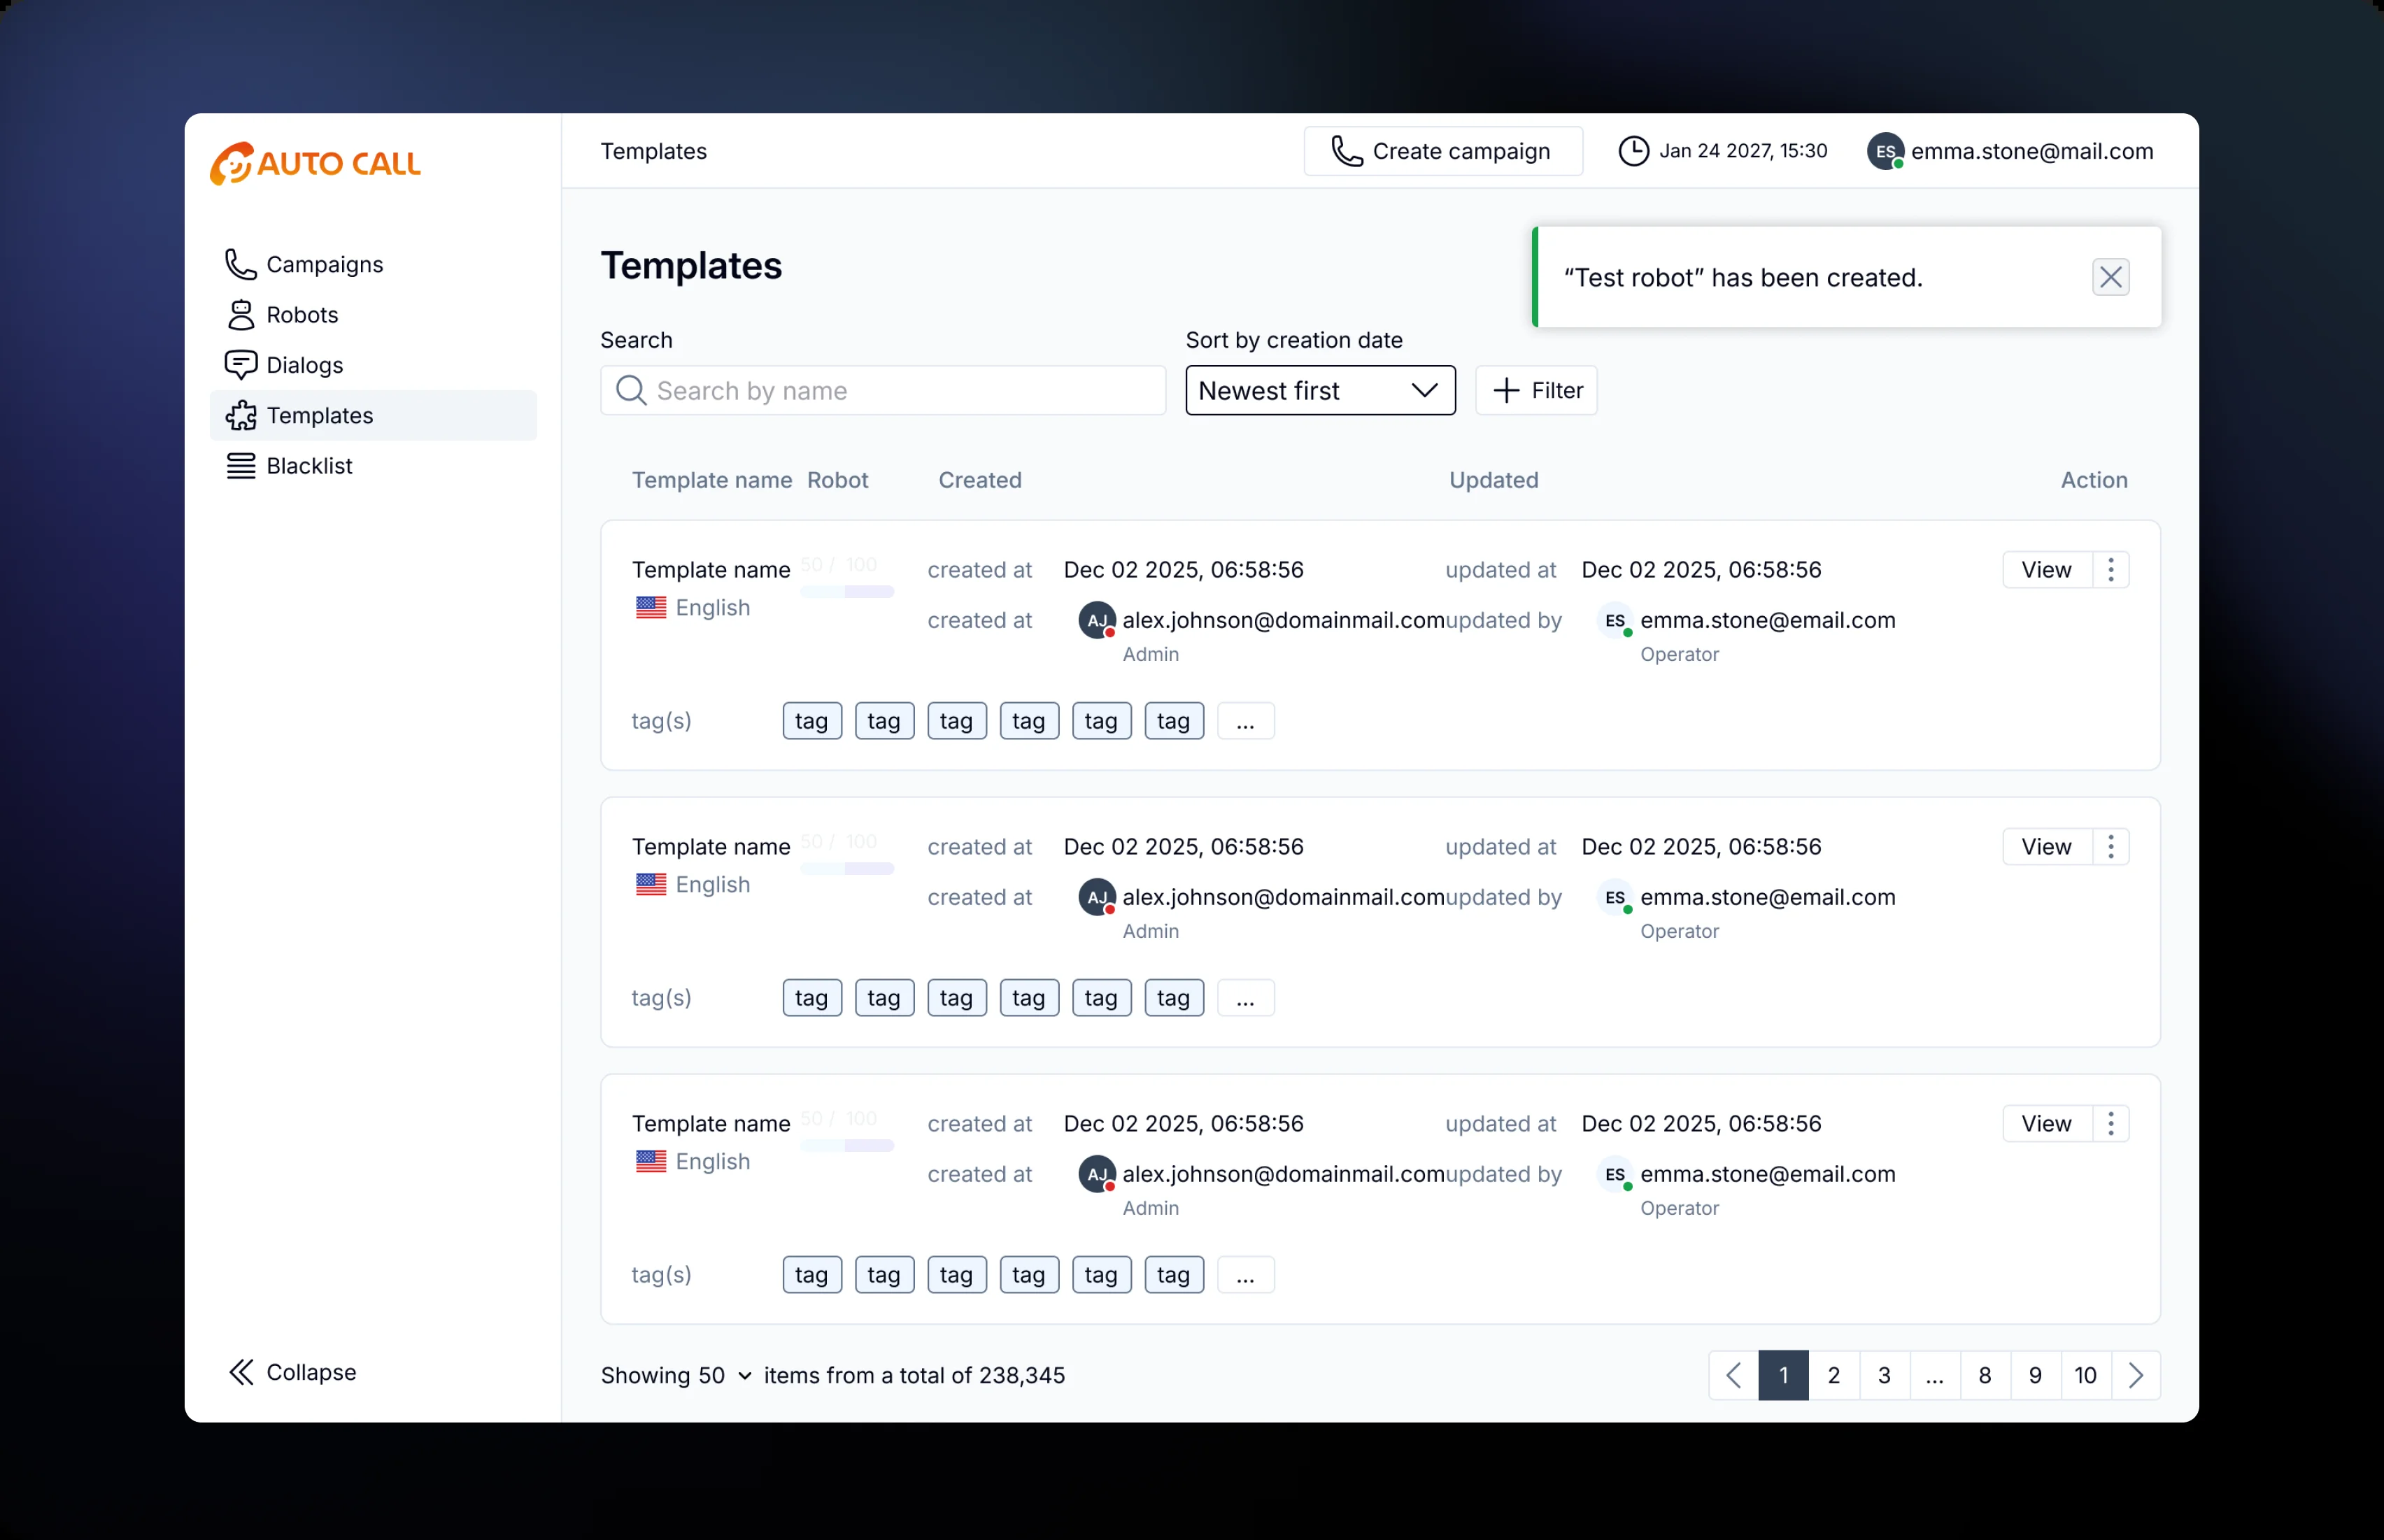 AUTO CALL
Campaigns
Robots
Dialogs
Templates
Blacklist
Collapse
Templates
Create campaign
Jan 24 2027, 15:30
ES
emma.stone@mail.com
Templates
“Test robot” has been created.
Search
Search by name
Sort by creation date
Newest first
Filter
Template name Robot Created Updated Action
Template name 50 / 100 created at Dec 02 2025, 06:58:56 updated at Dec 02 2025, 06:58:56 View
English created at AJ alex.johnson@domainmail.com updated by ES emma.stone@email.com
Admin Operator
tag(s) tag tag tag tag tag tag ...
Template name 50 / 100 created at Dec 02 2025, 06:58:56 updated at Dec 02 2025, 06:58:56 View
English created at AJ alex.johnson@domainmail.com updated by ES emma.stone@email.com
Admin Operator
tag(s) tag tag tag tag tag tag ...
Template name 50 / 100 created at Dec 02 2025, 06:58:56 updated at Dec 02 2025, 06:58:56 View
English created at AJ alex.johnson@domainmail.com updated by ES emma.stone@email.com
Admin Operator
tag(s) tag tag tag tag tag tag ...
Showing 50 items from a total of 238,345
1 2 3 ... 8 9 10